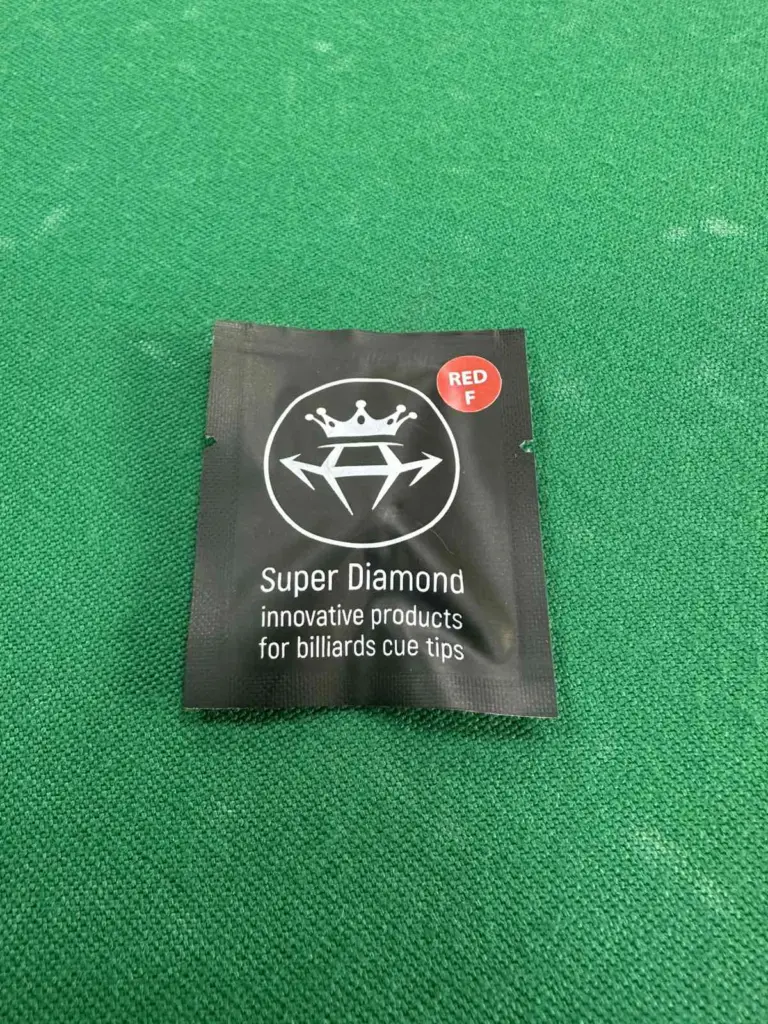 RED
F
Super Diamond
innovative products
for billiards cue tips